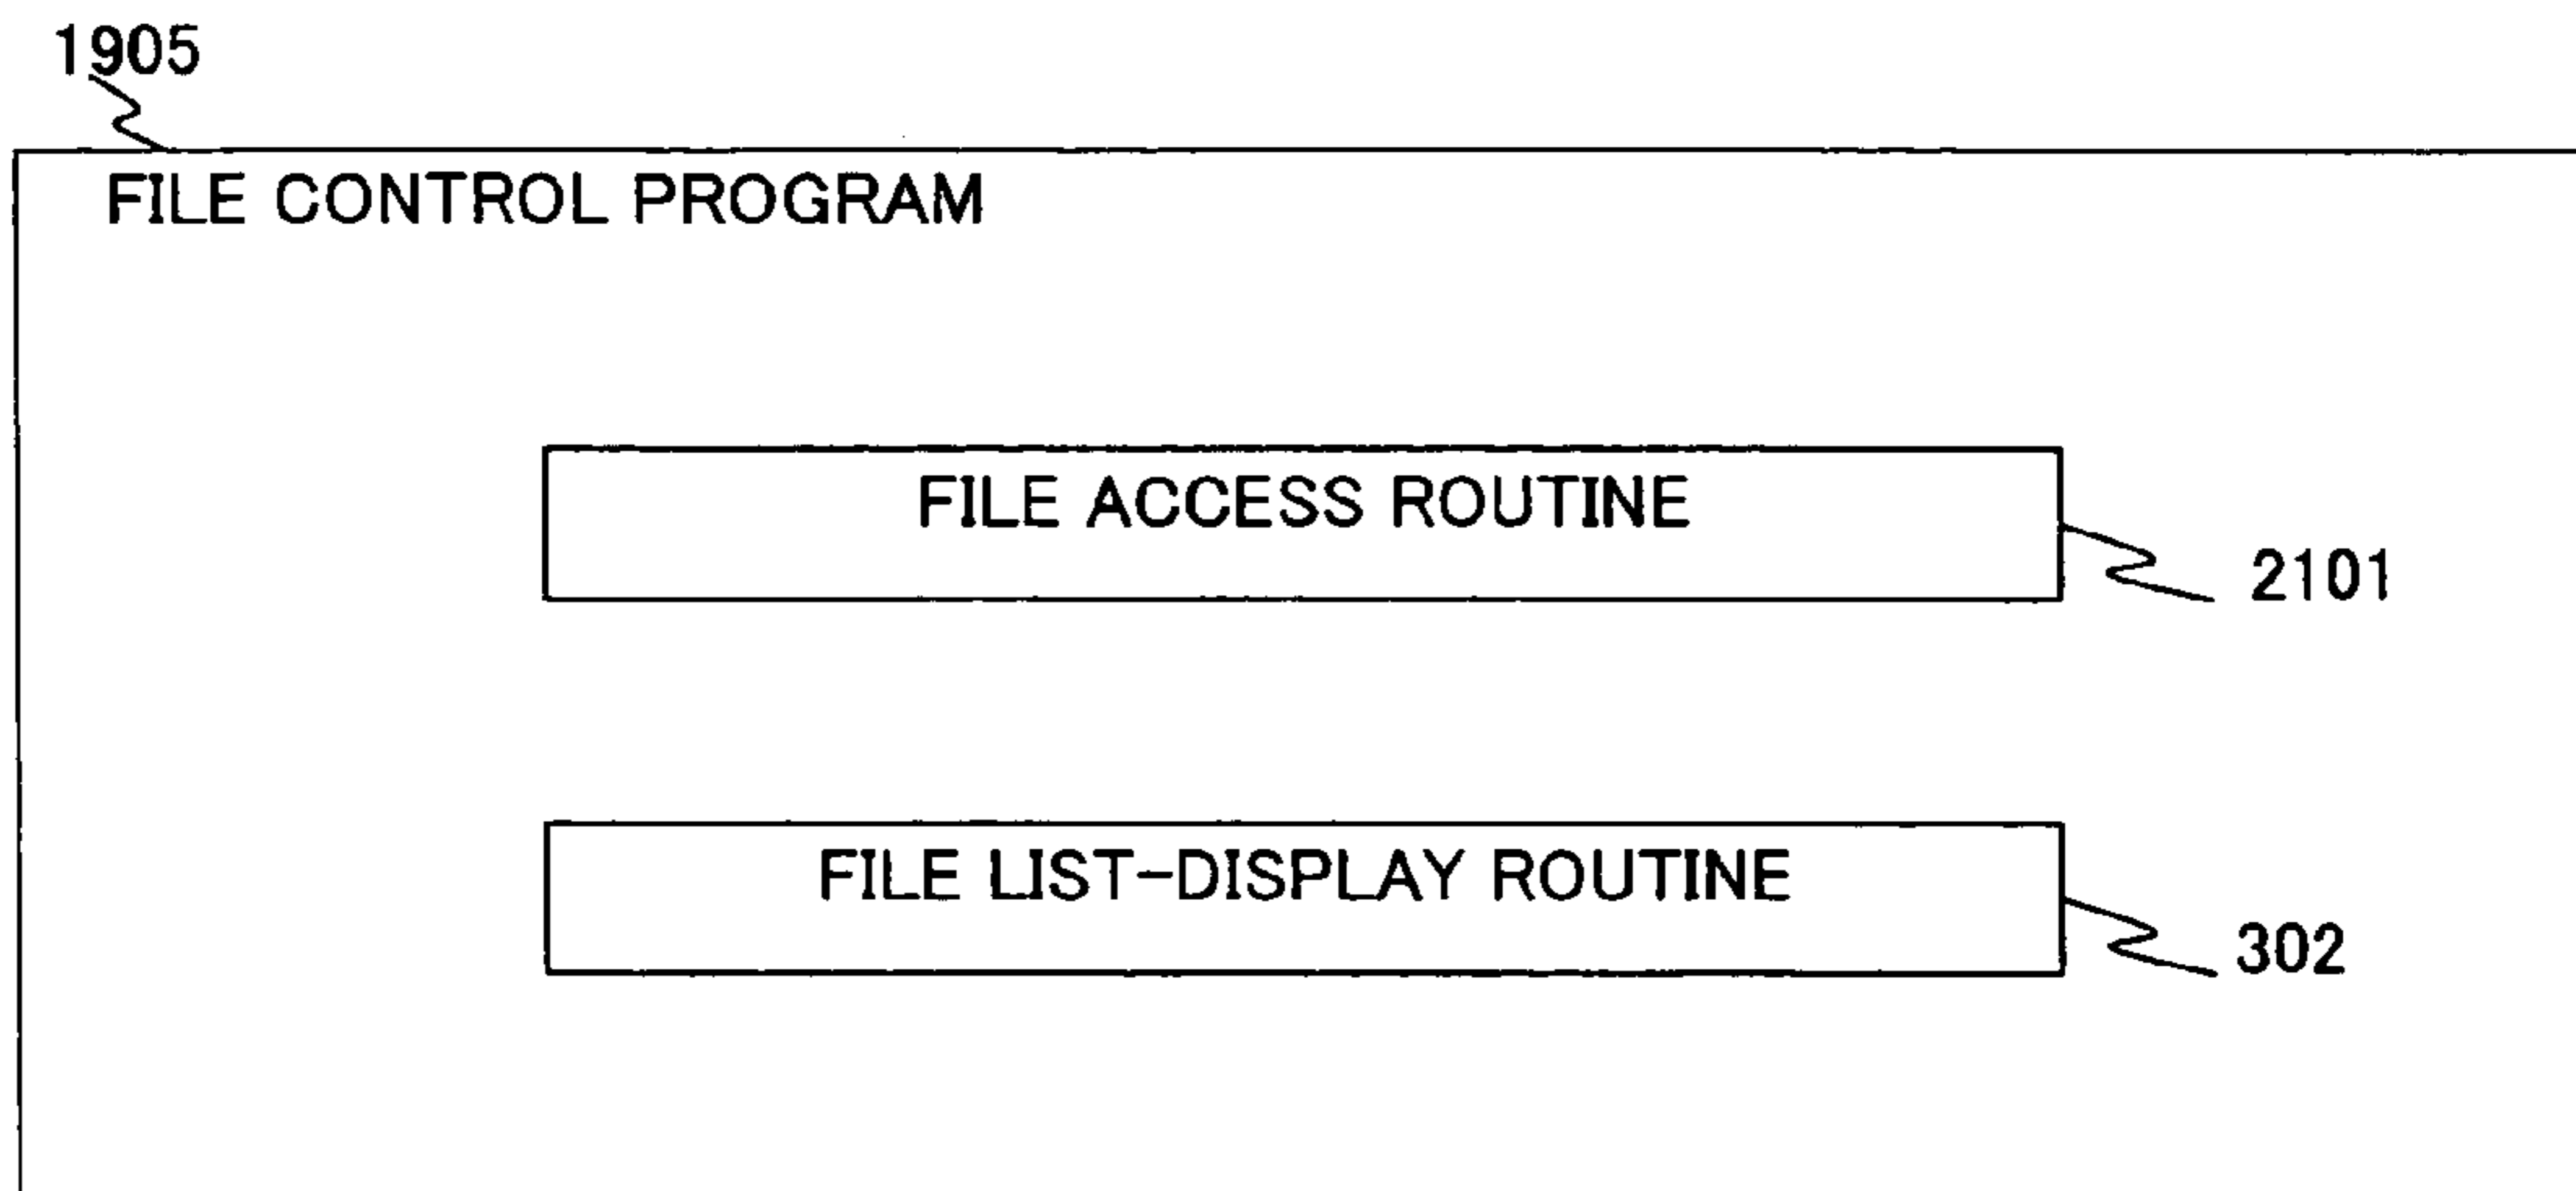 1905
FILE CONTROL PROGRAM
FILE ACCESS ROUTINE
2101
FILE LIST-DISPLAY ROUTINE
302